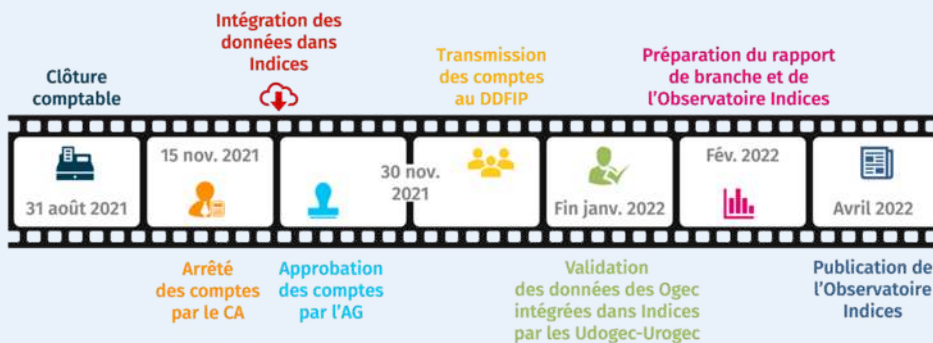 Clôture
comptable
31 août 2021
15 nov. 2021
Arrêté
des comptes
par le CA
Intégration des
données dans
Indices
Approbation
des comptes
par l’AG
30 nov.
2021
Transmission
des comptes
au DDFIP
Fin janv. 2022
Validation
des données des Ogec
intégrées dans Indices
par les Udogec-Urogec
Préparation du rapport
de branche et de
l’Observatoire Indices
Fév. 2022
Avril 2022
Publication de
l’Observatoire
Indices